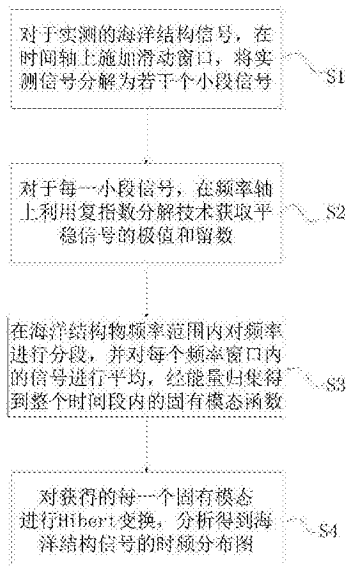 对于实测的海洋结构信号，在
时间轴上施加滑动窗口，将实
测信号分解为若干个小段信号
S1
对于每一小段信号，在频率轴
上利用复指数分解技术获取平
稳信号的极值和留数
S2
在海洋结构物频率范围内对频率
进行分段，并对每个频率窗口内
的信号进行平均，经能量归集得
到整个时间段内的固有模态函数
S3
对获得的每一个固有模态
进行Hibert变换，分析得到海
洋结构信号的时频分布图
S4